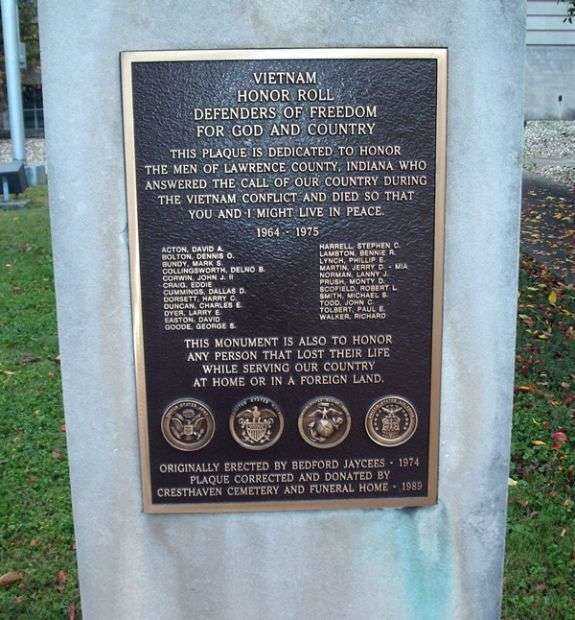 VIETNAM
HONOR ROLL
DEFENDERS OF FREEDOM
FOR GOD AND COUNTRY
THIS PLAQUE IS DEDICATED TO HONOR
THE MEN OF LAWRENCE COUNTY, INDIANA WHO
ANSWERED THE CALL OF OUR COUNTRY DURING
THE VIETNAM CONFLICT AND DIED SO THAT
YOU AND I MIGHT LIVE IN PEACE.
1964 - 1975
ACTON, DAVID A.
BOLTON, DENNIS O.
BUNDY, MARK S.
COLLINGSWORTH, DELNO B.
CORWIN, JOHN J. II
CRAIG, EDDIE
CUMMINGS, DALLAS D.
DORSETT, HARRY C.
DUNCAN, CHARLES E.
DYER, LARRY E.
EASTON, DAVID
GOODE, GEORGE S.
HARRELL, STEPHEN C.
LAMBTON, BENNIE R.
LYNCH, PHILLIP E.
MARTIN, JERRY D. - MIA
NORMAN, LANNY J.
PRUSH, MONTY D.
SCOFIELD, ROBERT L.
SMITH, MICHAEL S.
TODD, JOHN C.
TOLBERT, PAUL E.
WALKER, RICHARD
THIS MONUMENT IS ALSO TO HONOR
ANY PERSON THAT LOST THEIR LIFE
WHILE SERVING OUR COUNTRY
AT HOME OR IN A FOREIGN LAND.
ORIGINALLY ERECTED BY BEDFORD JAYCEES - 1974
PLAQUE CORRECTED AND DONATED BY
CRESTHAVEN CEMETERY AND FUNERAL HOME - 1989